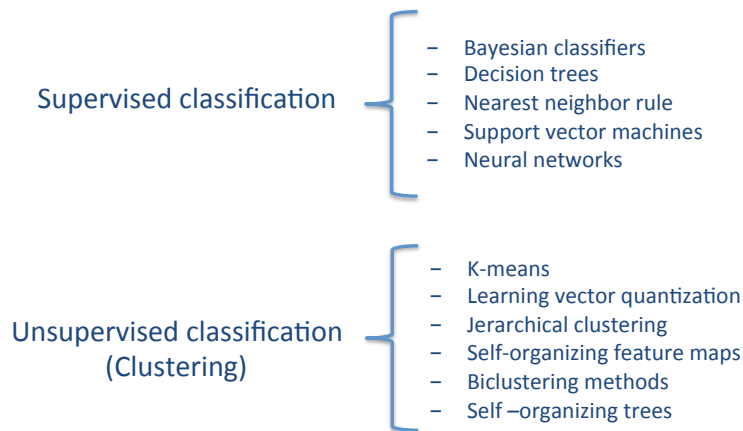 Supervised classification
– Bayesian classifiers
– Decision trees
– Nearest neighbor rule
– Support vector machines
– Neural networks
Unsupervised classification
(Clustering)
– K-means
– Learning vector quantization
– Jerarchical clustering
– Self-organizing feature maps
– Biclustering methods
– Self –organizing trees